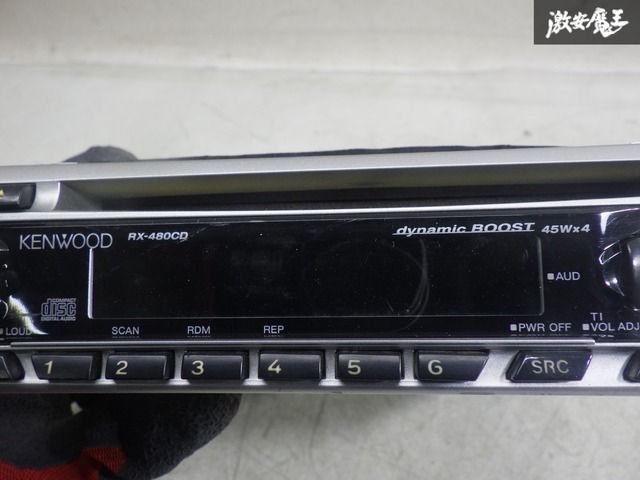 激安魔王
KENWOOD RX-480CD dynamic BOOST 45Wx4
COMPACT
disc
DIGITAL AUDIO
AUD
LOUD SCAN RDM REP PWR OFF VOL ADJ
1 2 3 4 5 6 SRC